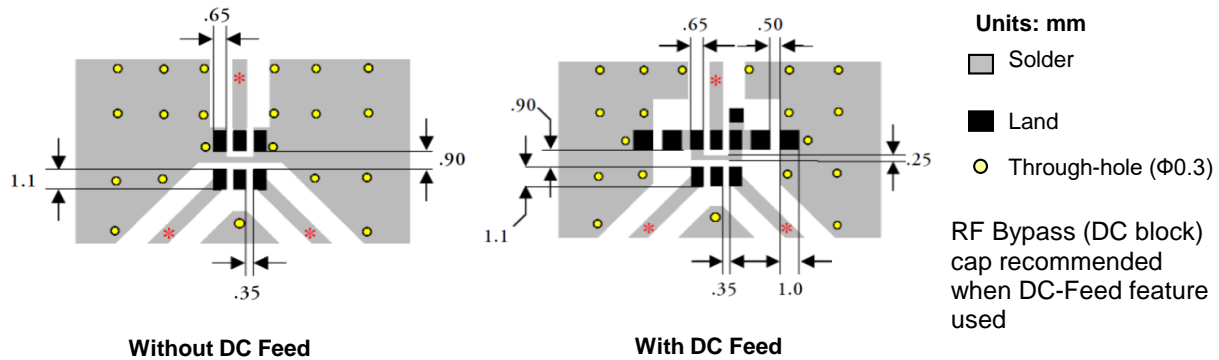 .65
*
.90
1.1
*
*
.35
Without DC Feed
.65
.50
*
.90
.25
1.1
*
*
.35
1.0
With DC Feed
Units: mm
Solder
Land
Through-hole (Φ0.3)
RF Bypass (DC block)
cap recommended
when DC-Feed feature
used